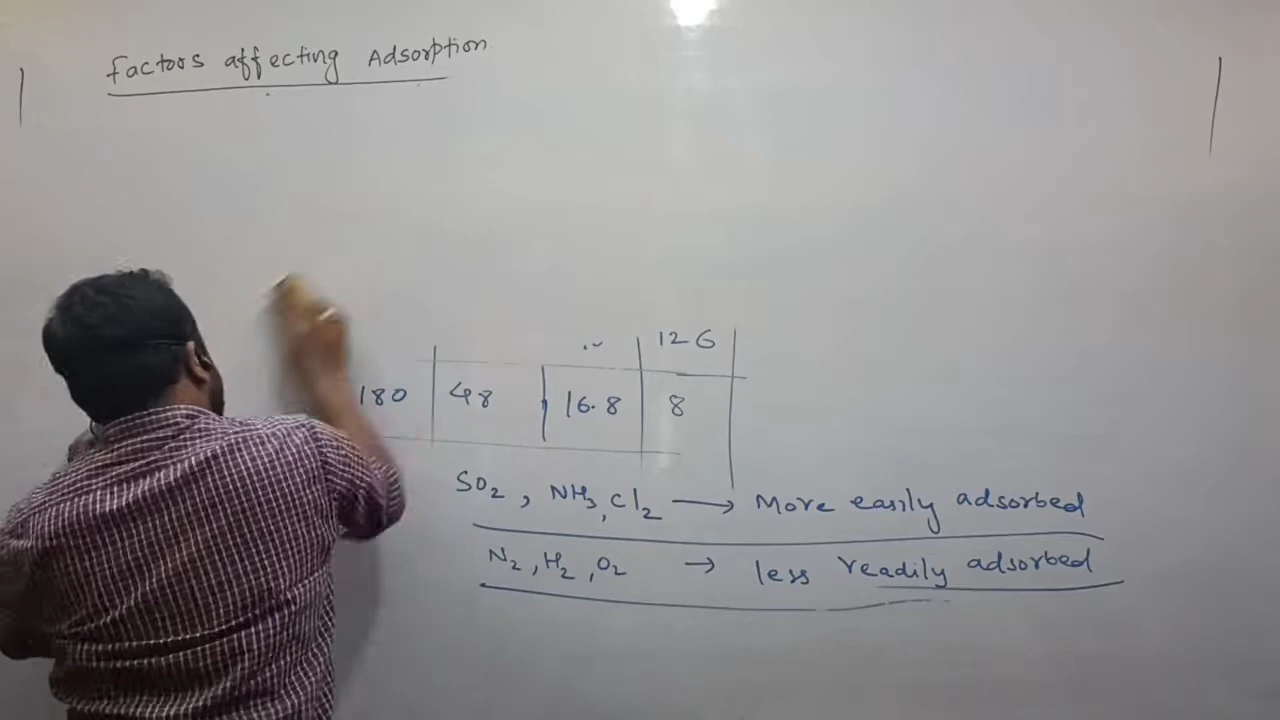 Factors affecting Adsorption
126
180 48 16.8 8
SO2, NH3, Cl2 → More easily adsorbed
N2, H2, O2 → less readily adsorbed